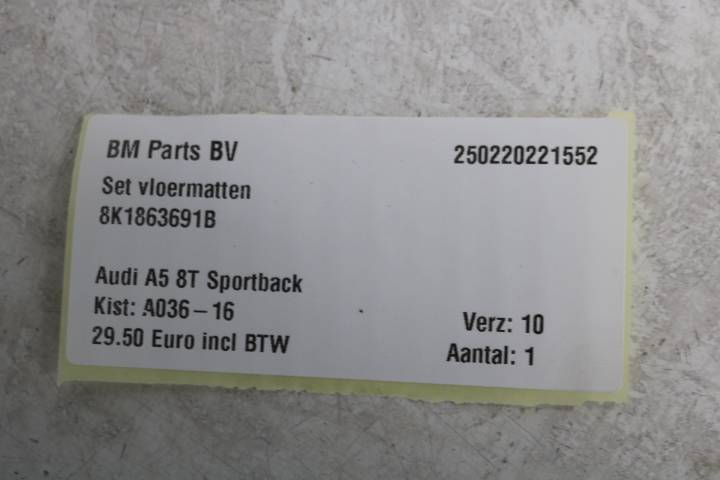 BM Parts BV 250220221552
Set vloermatten
8K1863691B
Audi A5 8T Sportback
Kist: A036-16 Verz: 10
29.50 Euro incl BTW Aantal: 1